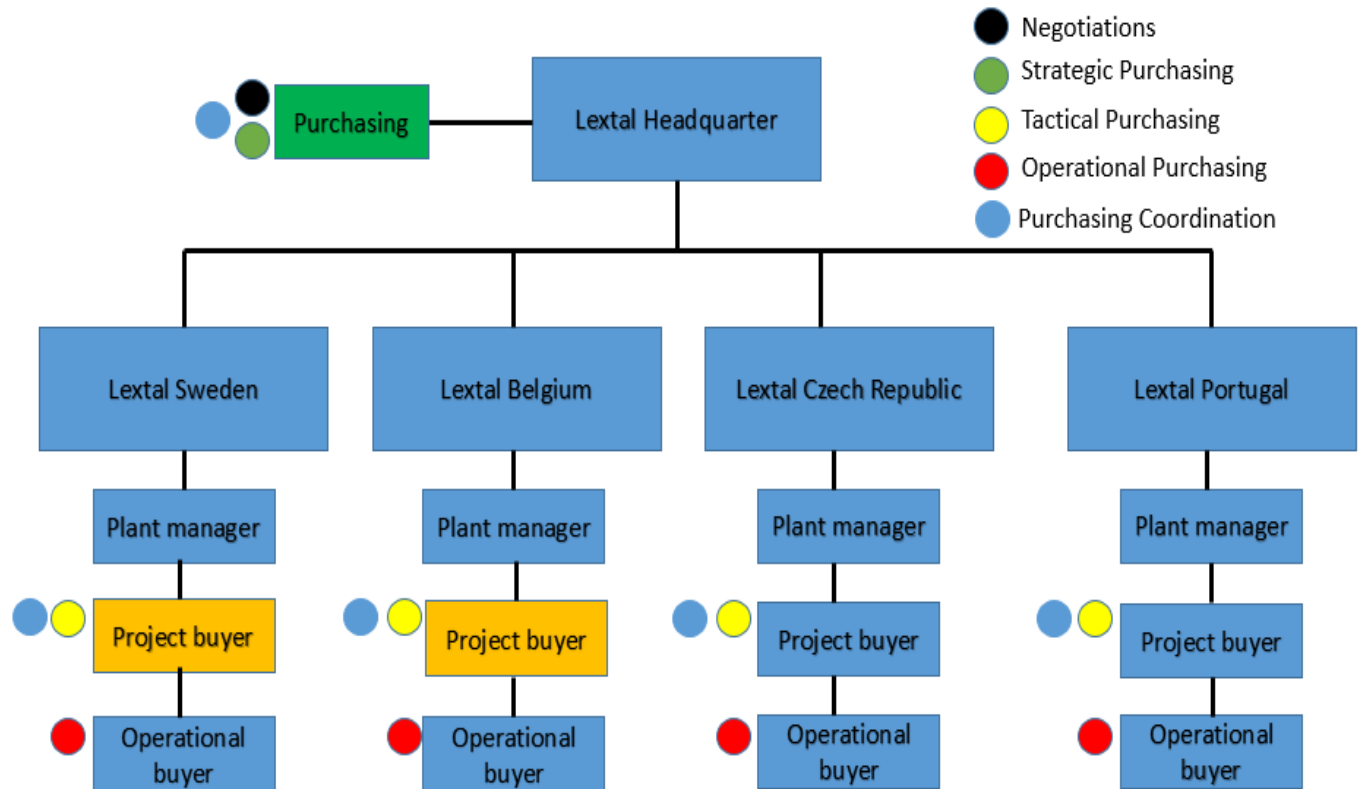 Negotiations
Strategic Purchasing
Tactical Purchasing
Operational Purchasing
Purchasing Coordination
Purchasing
Lextal Headquarter
Lextal Sweden
Lextal Belgium
Lextal Czech Republic
Lextal Portugal
Plant manager
Plant manager
Plant manager
Plant manager
Project buyer
Project buyer
Project buyer
Project buyer
Operational
buyer
Operational
buyer
Operational
buyer
Operational
buyer